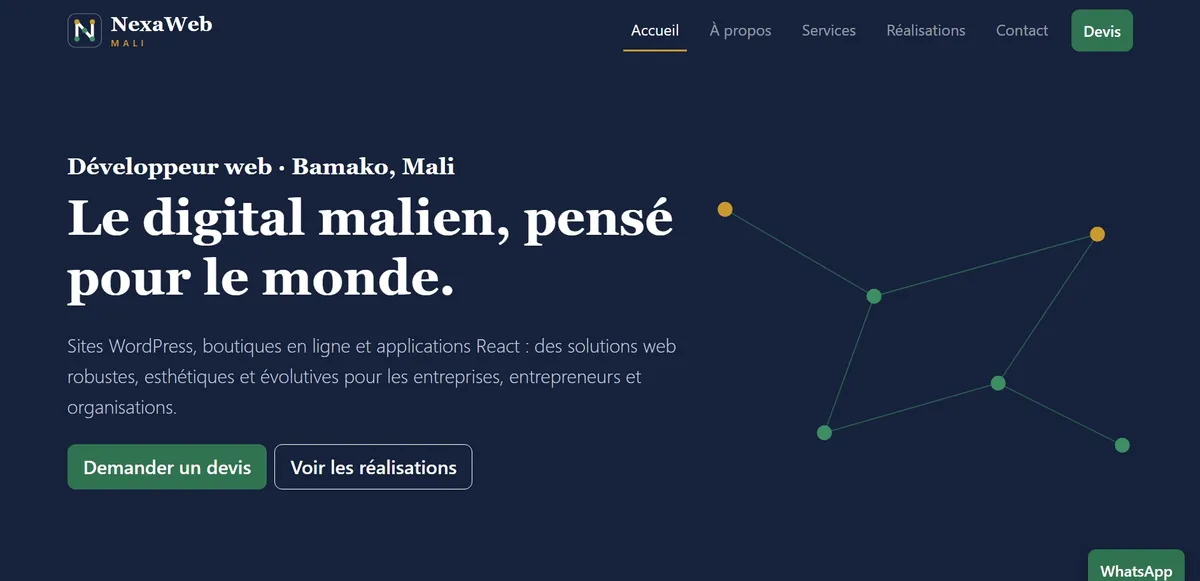 NexaWeb
MALI
Accueil
À propos
Services
Réalisations
Contact
Devis
Développeur web · Bamako, Mali
Le digital malien, pensé
pour le monde.
Sites WordPress, boutiques en ligne et applications React : des solutions web
robustes, esthétiques et évolutives pour les entreprises, entrepreneurs et
organisations.
Demander un devis
Voir les réalisations
WhatsApp